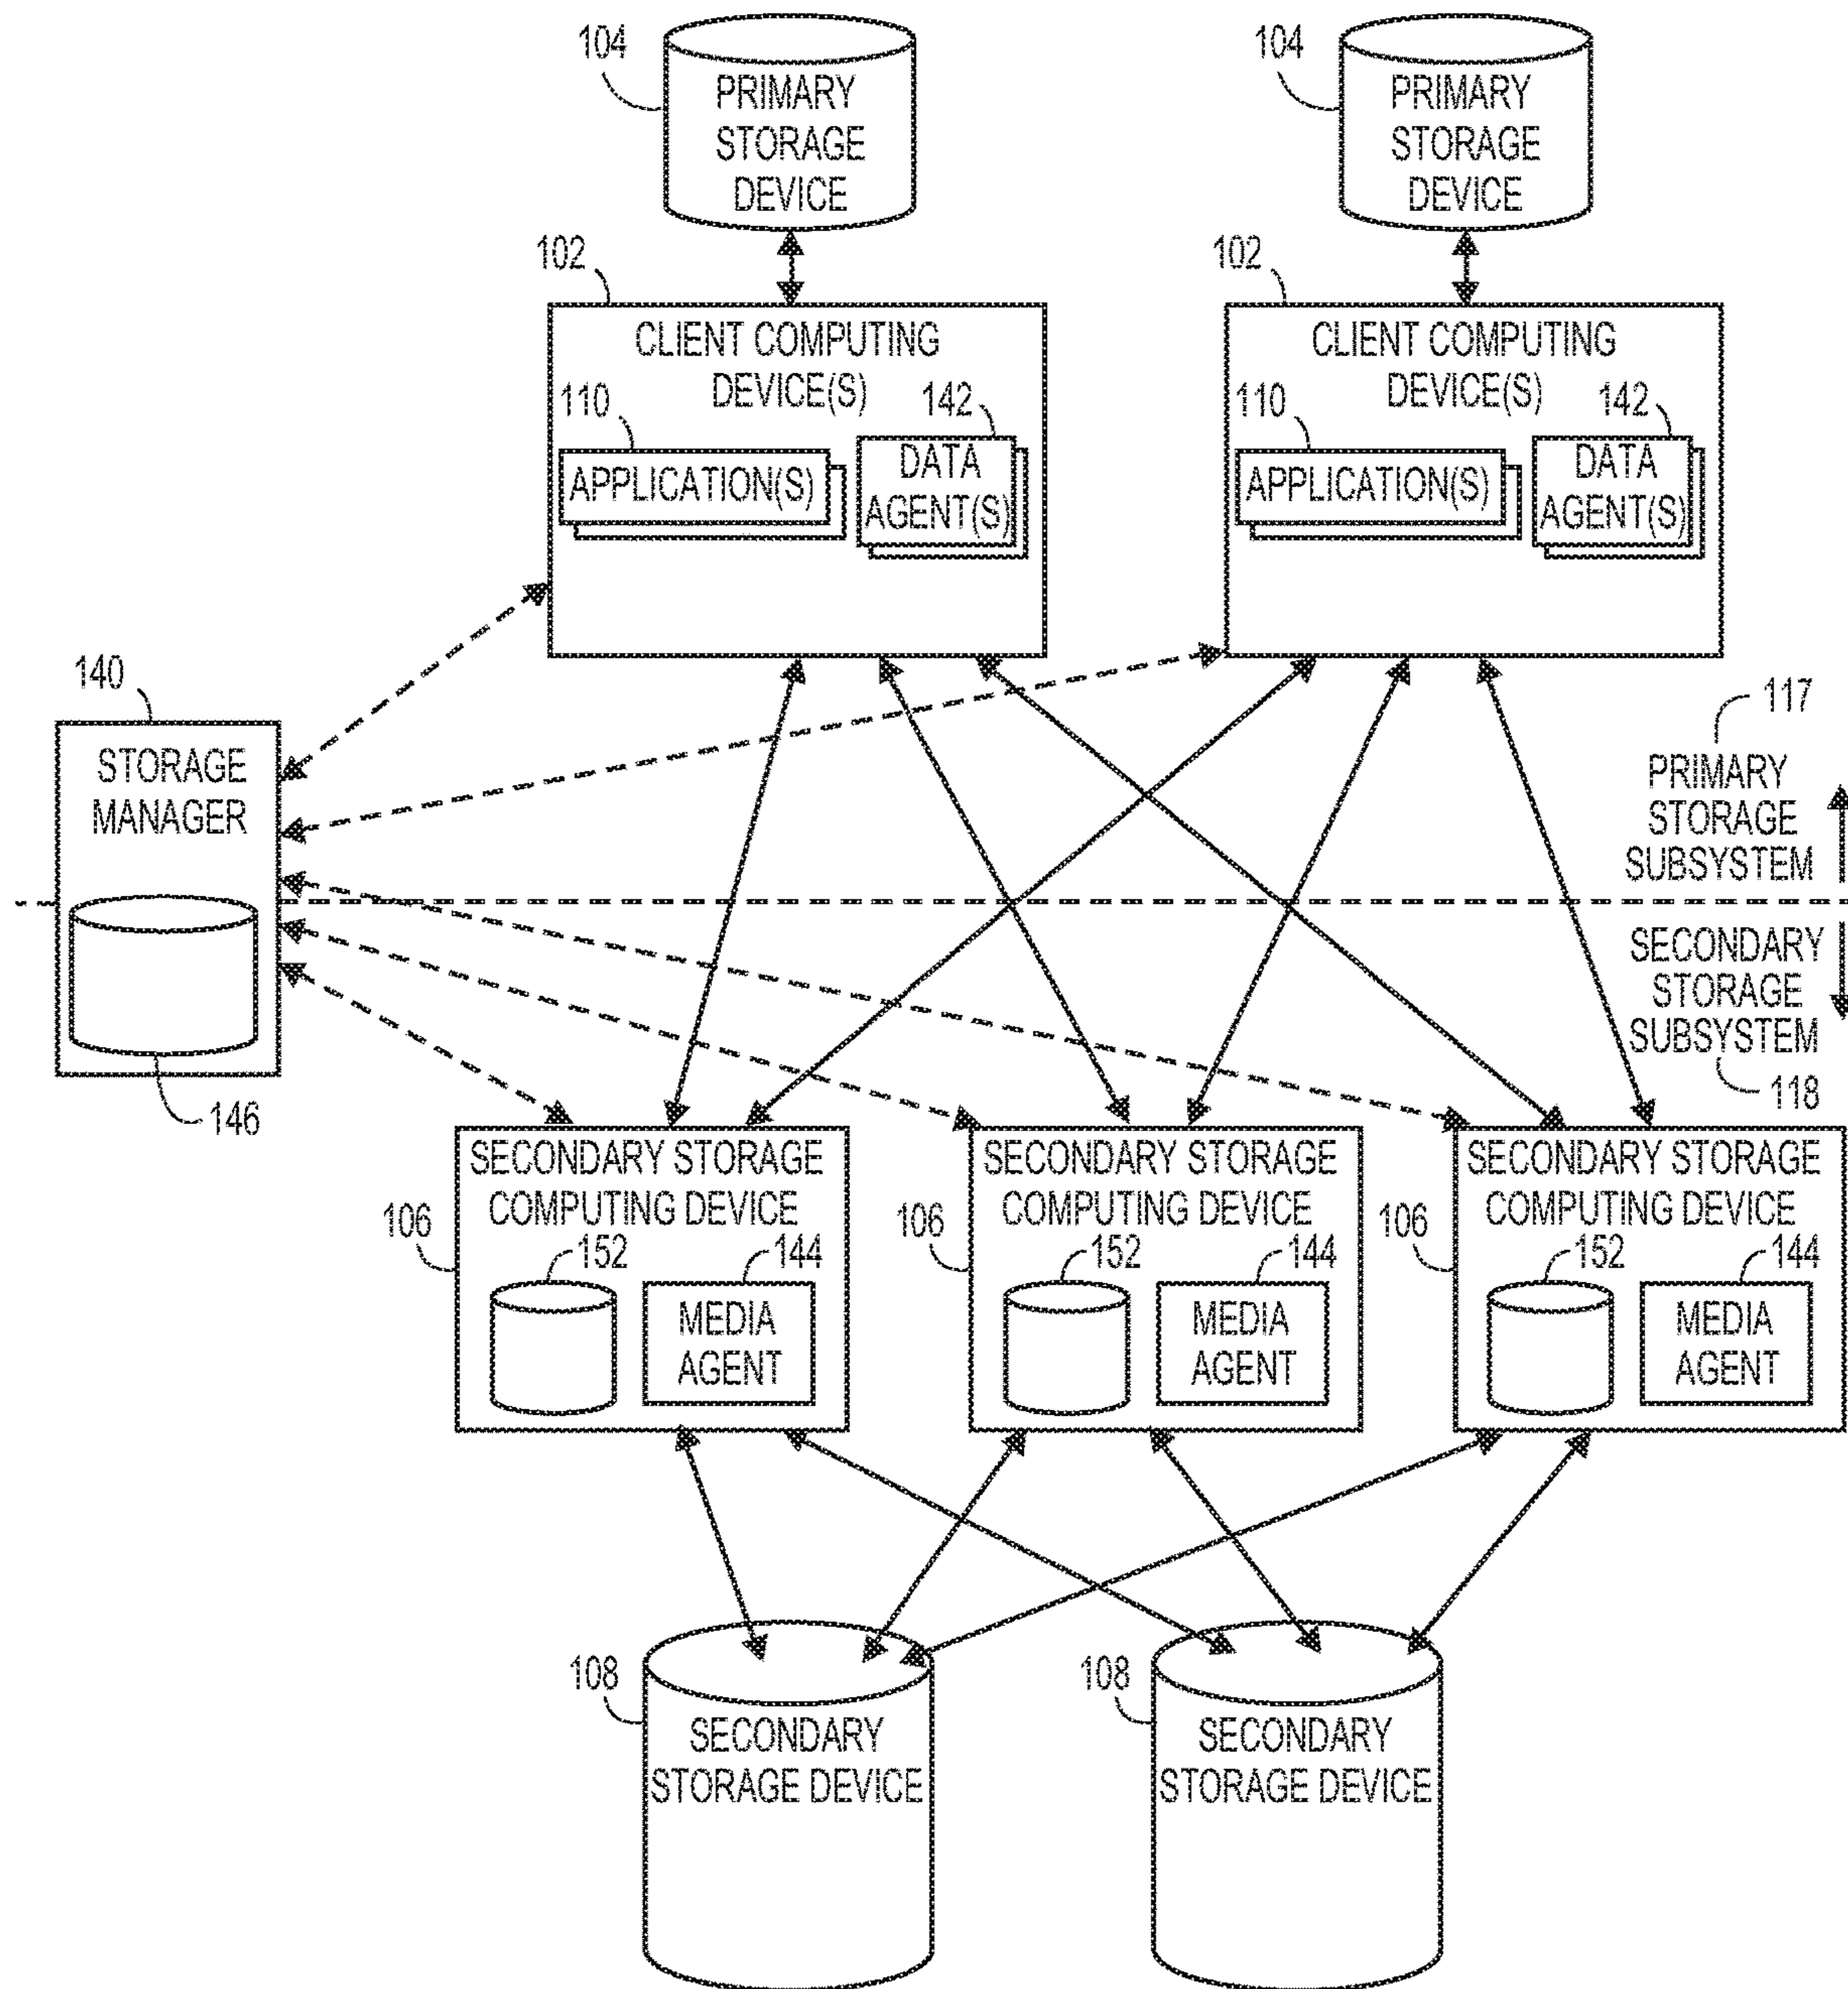 104
PRIMARY
STORAGE
DEVICE
104
PRIMARY
STORAGE
DEVICE
102
CLIENT COMPUTING
DEVICE(S)
110
142
APPLICATION(S)
DATA
AGENT(S)
102
CLIENT COMPUTING
DEVICE(S)
110
142
APPLICATION(S)
DATA
AGENT(S)
140
STORAGE
MANAGER
146
117
PRIMARY
STORAGE
SUBSYSTEM
SECONDARY
STORAGE
SUBSYSTEM
118
SECONDARY STORAGE
COMPUTING DEVICE
106
152
144
MEDIA
AGENT
SECONDARY STORAGE
COMPUTING DEVICE
106
152
144
MEDIA
AGENT
SECONDARY STORAGE
COMPUTING DEVICE
106
152
144
MEDIA
AGENT
108
SECONDARY
STORAGE DEVICE
108
SECONDARY
STORAGE DEVICE